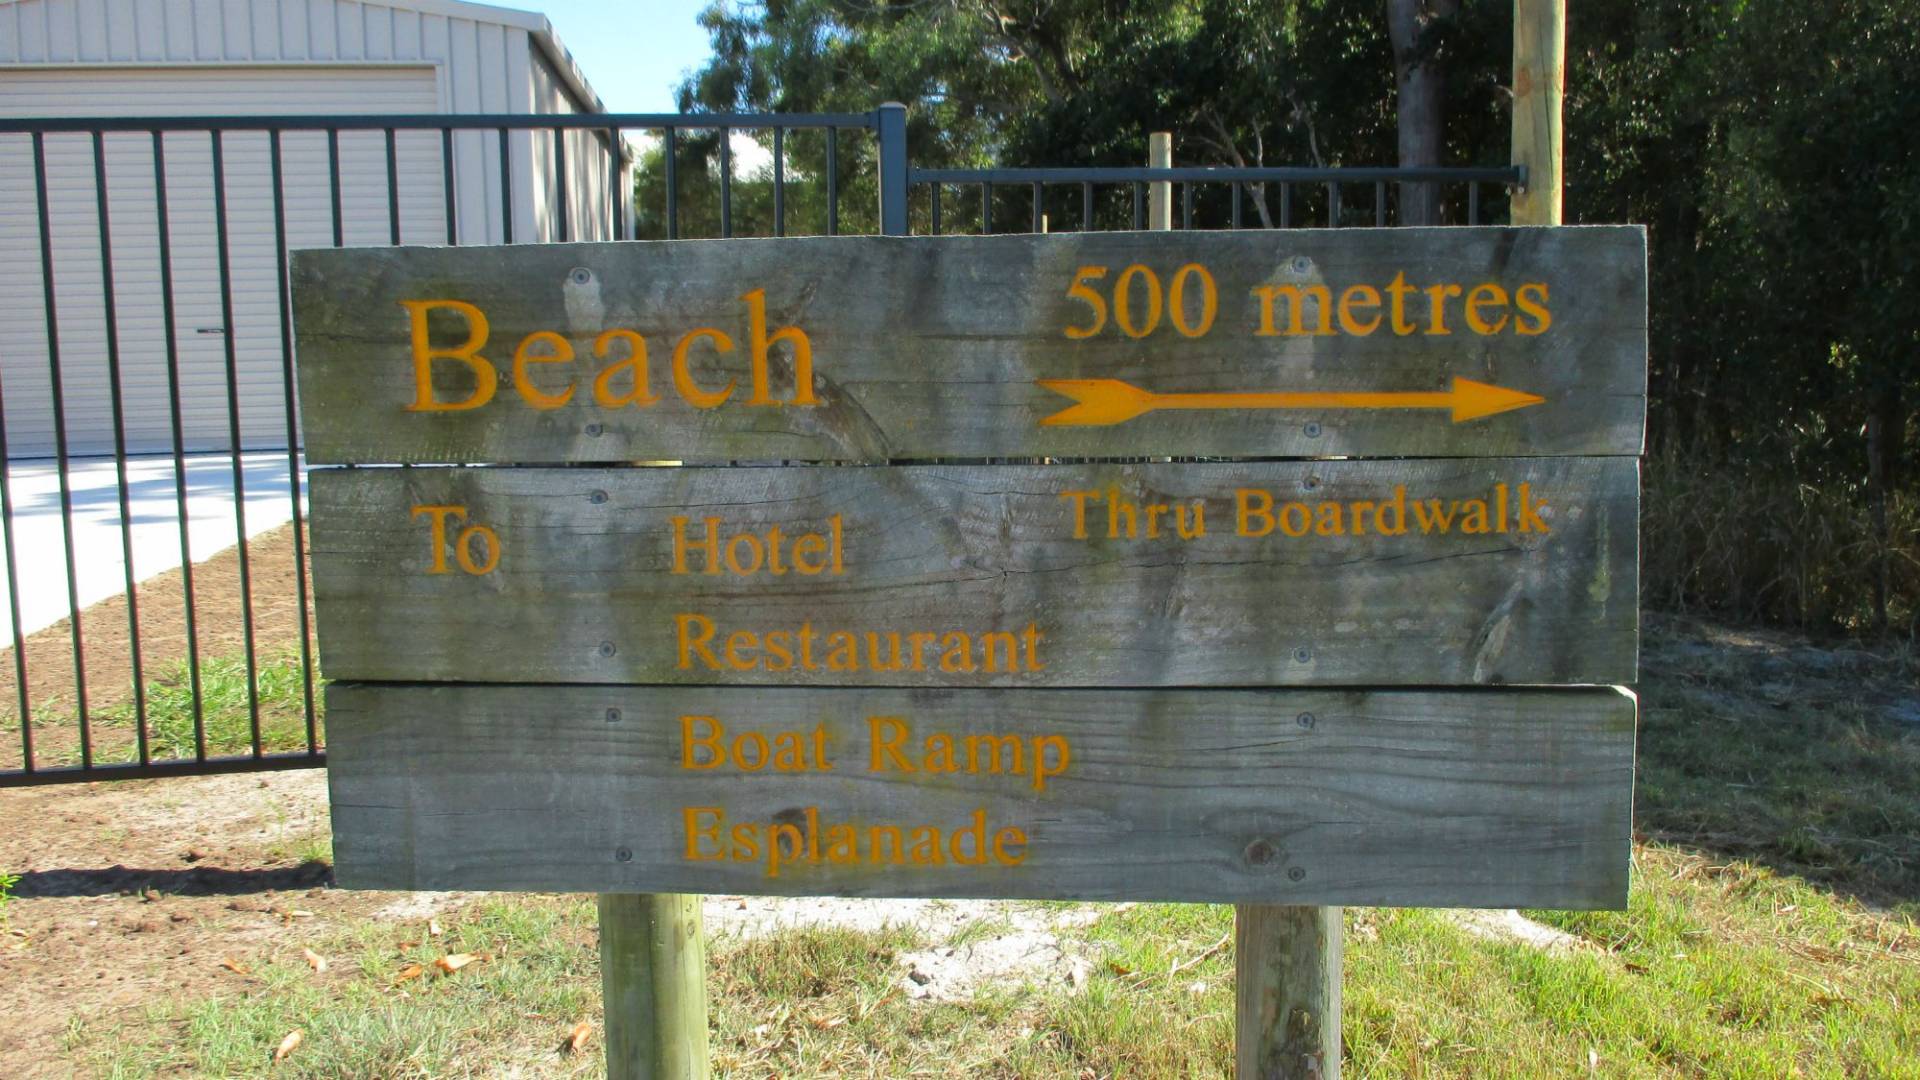 Beach 500 metres
To Hotel Thru Boardwalk
Restaurant
Boat Ramp
Esplanade